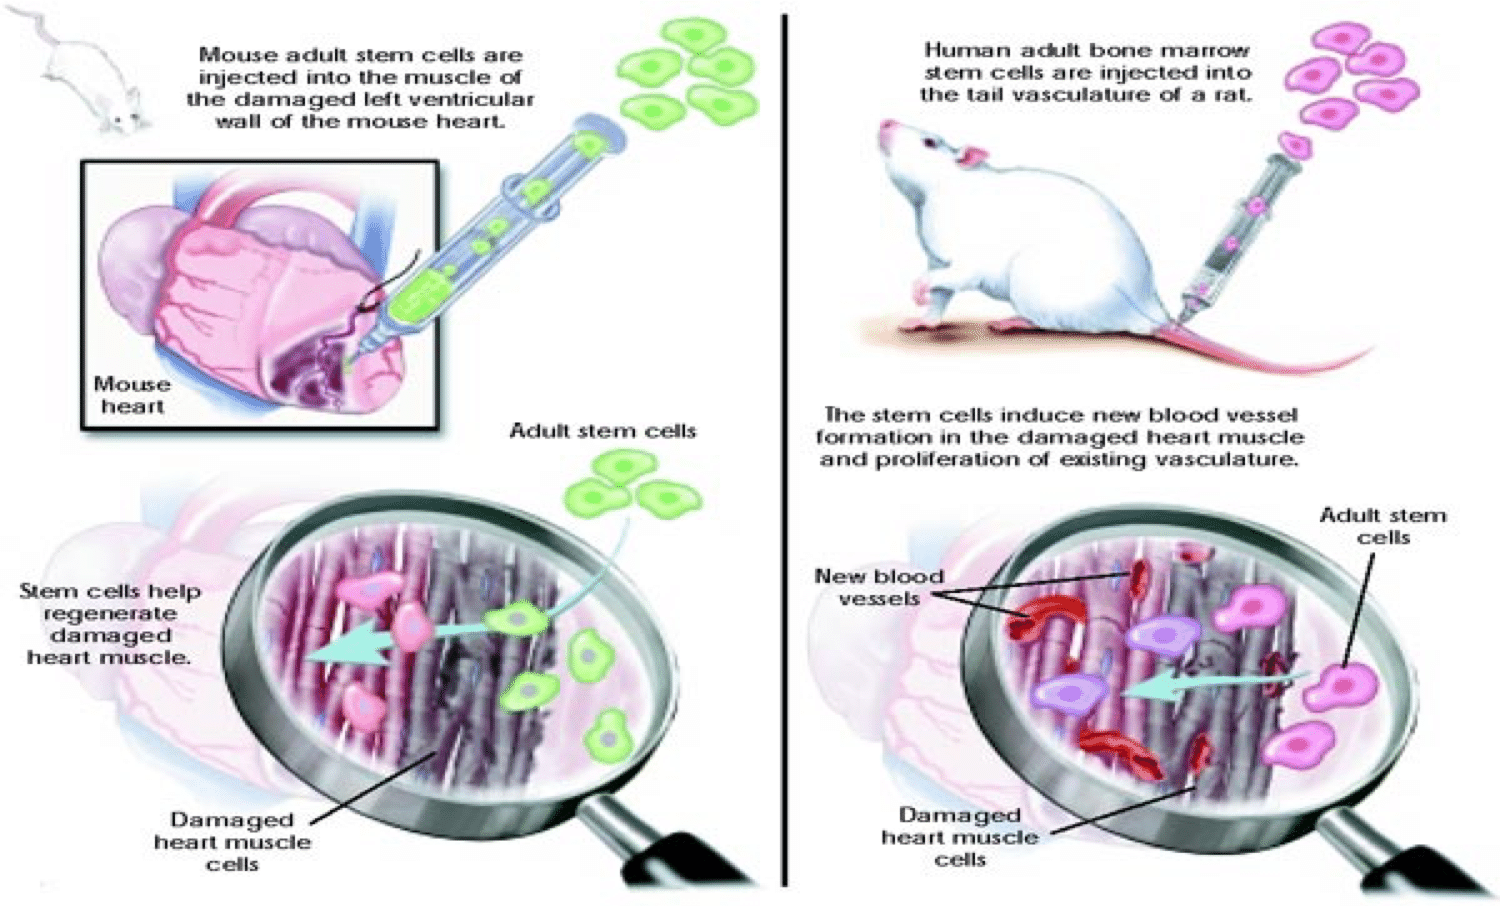 Mouse adult stem cells are
injected into the muscle of
the damaged left ventricular
wall of the mouse heart.
Mouse
heart
Adult stem cells
Stem cells help
regenerate
damaged
heart muscle.
Damaged
heart muscle
cells
Human adult bone marrow
stem cells are injected into
the tail vasculature of a rat.
The stem cells induce new blood vessel
formation in the damaged heart muscle
and proliferation of existing vasculature.
Adult stem
cells
New blood
vessels
Damaged
heart muscle
cells